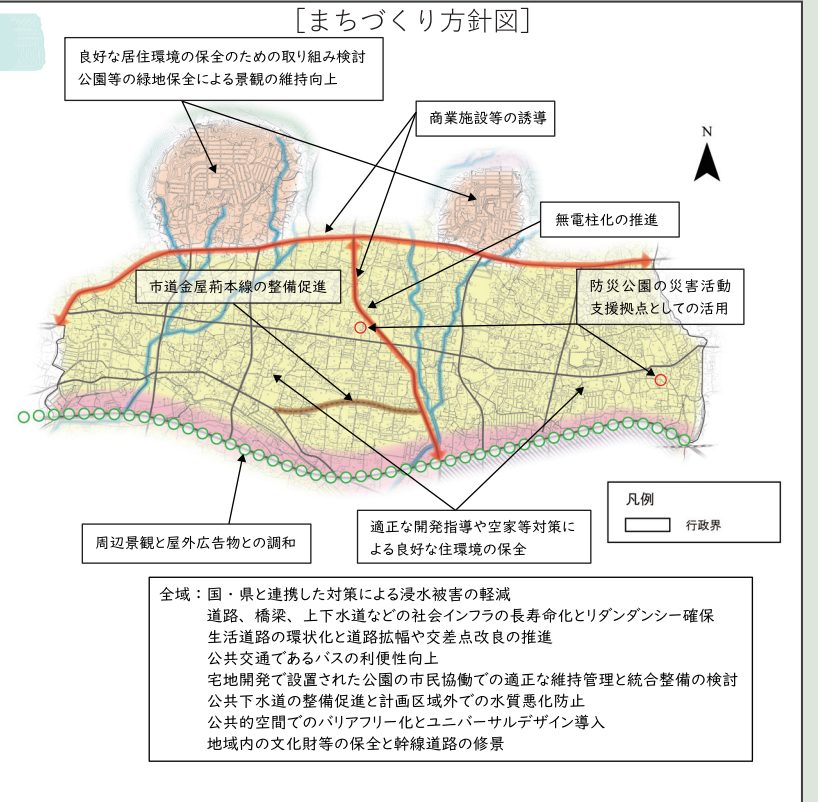 [まちづくり方針図]
良好な居住環境の保全のための取り組み検討
公園等の緑地保全による景観の維持向上
商業施設等の誘導
N
無電柱化の推進
市道金屋荊本線の整備促進
防災公園の災害活動
支援拠点としての活用
周辺景観と屋外広告物との調和
適正な開発指導や空家等対策に
よる良好な住環境の保全
凡例
行政界
全域：国・県と連携した対策による浸水被害の軽減
道路、橋梁、上下水道などの社会インフラの長寿命化とリダンダンシー確保
生活道路の環状化と道路拡幅や交差点改良の推進
公共交通であるバスの利便性向上
宅地開発で設置された公園の市民協働での適正な維持管理と統合整備の検討
公共下水道の整備促進と計画区域外での水質悪化防止
公共的空間でのバリアフリー化とユニバーサルデザイン導入
地域内の文化財等の保全と幹線道路の修景